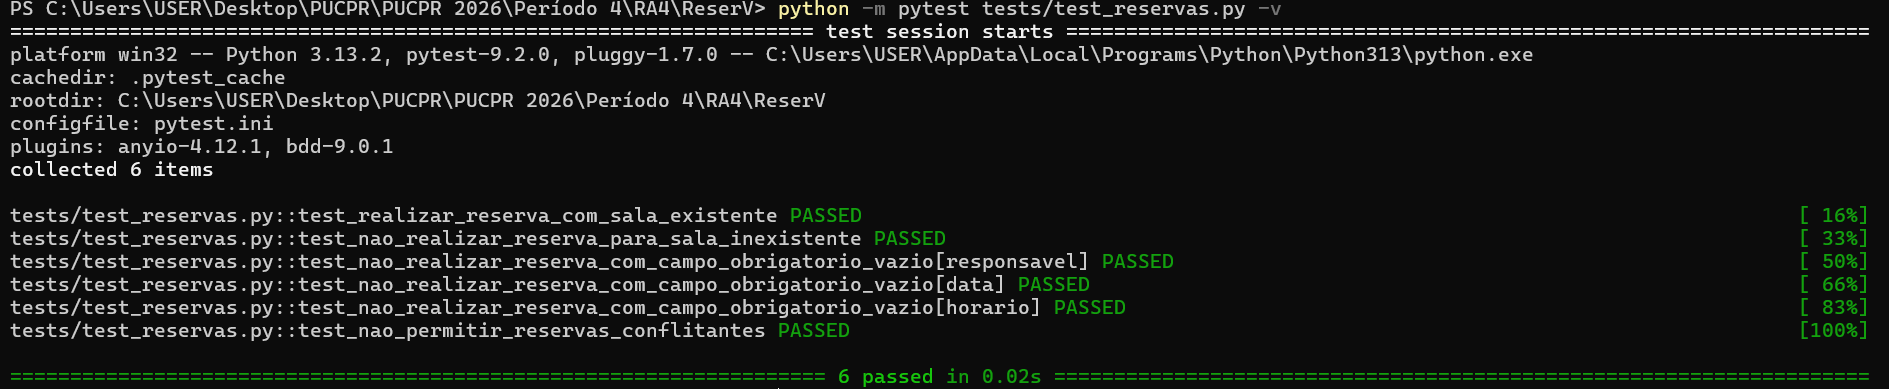 PS C:\Users\USER\Desktop\PUCPR\PUCPR 2026\Período 4\RA4\ReserV> python -m pytest tests/test_reservas.py -v
=================================================================== test session starts ===================================================================
platform win32 -- Python 3.13.2, pytest-9.2.0, pluggy-1.7.0 -- C:\Users\USER\AppData\Local\Programs\Python\Python313\python.exe
cachedir: .pytest_cache
rootdir: C:\Users\USER\Desktop\PUCPR\PUCPR 2026\Período 4\RA4\ReserV
configfile: pytest.ini
plugins: anyio-4.12.1, bdd-9.0.1
collected 6 items
tests/test_reservas.py::test_realizar_reserva_com_sala_existente PASSED [ 16%]
tests/test_reservas.py::test_nao_realizar_reserva_para_sala_inexistente PASSED [ 33%]
tests/test_reservas.py::test_nao_realizar_reserva_com_campo_obrigatorio_vazio[responsavel] PASSED [ 50%]
tests/test_reservas.py::test_nao_realizar_reserva_com_campo_obrigatorio_vazio[data] PASSED [ 66%]
tests/test_reservas.py::test_nao_realizar_reserva_com_campo_obrigatorio_vazio[horario] PASSED [ 83%]
tests/test_reservas.py::test_nao_permitir_reservas_conflitantes PASSED [100%]
==================================================================== 6 passed in 0.02s ====================================================================